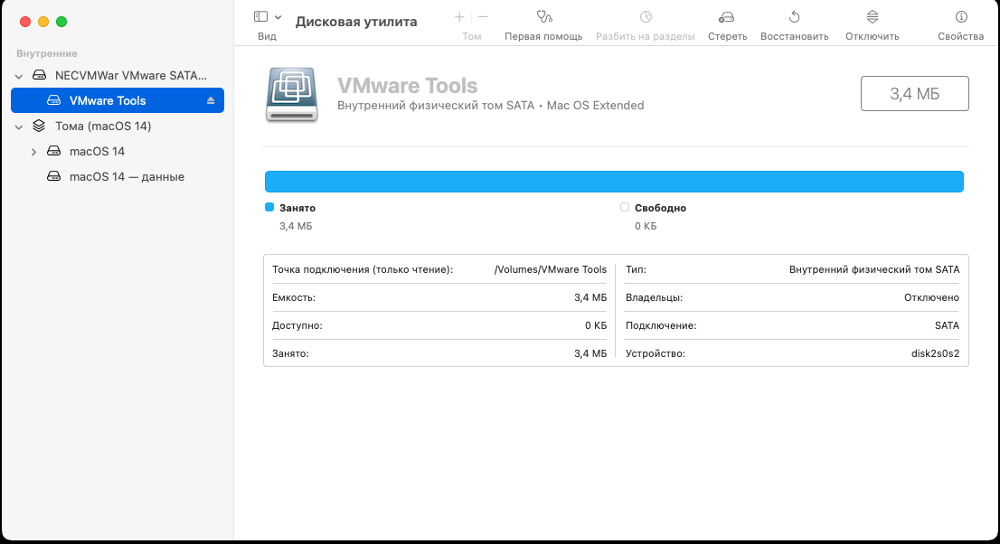 Дисковая утилита
Вид
Том
Первая помощь
Разбить на разделы
Стереть
Восстановить
Отключить
Свойства
Внутренние
NECVMWar VMware SATA...
VMware Tools
Тома (macOS 14)
macOS 14
macOS 14 — данные
VMware Tools
Внутренний физический том SATA • Mac OS Extended
3,4 МБ
Занято
3,4 МБ
Свободно
0 КБ
Точка подключения (только чтение): /Volumes/VMware Tools
Емкость: 3,4 МБ
Доступно: 0 КБ
Занято: 3,4 МБ
Тип: Внутренний физический том SATA
Владельцы: Отключено
Подключение: SATA
Устройство: disk2s0s2